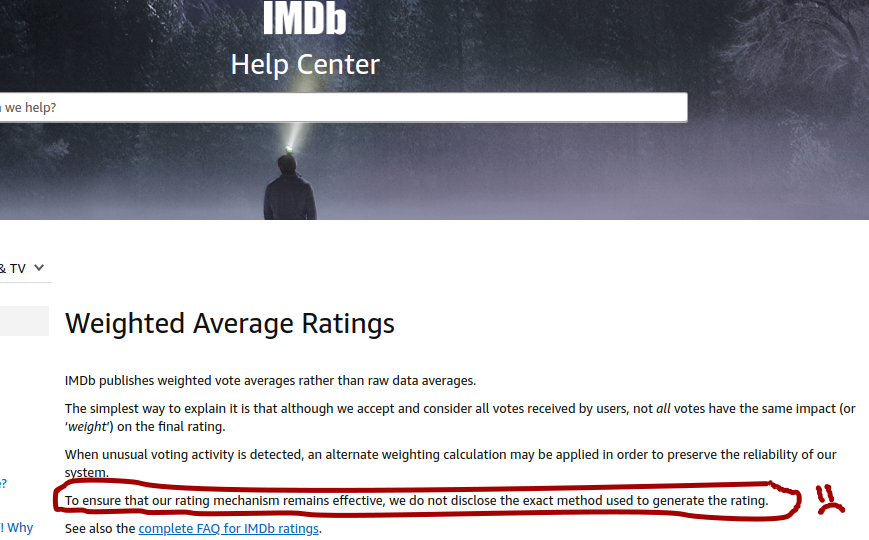 IMDb
Help Center
we help?
& TV
Weighted Average Ratings
IMDb publishes weighted vote averages rather than raw data averages.
The simplest way to explain it is that although we accept and consider all votes received by users, not all votes have the same impact (or
‘weight’) on the final rating.
When unusual voting activity is detected, an alternate weighting calculation may be applied in order to preserve the reliability of our
system.
?
To ensure that our rating mechanism remains effective, we do not disclose the exact method used to generate the rating.
! Why
See also the complete FAQ for IMDb ratings.